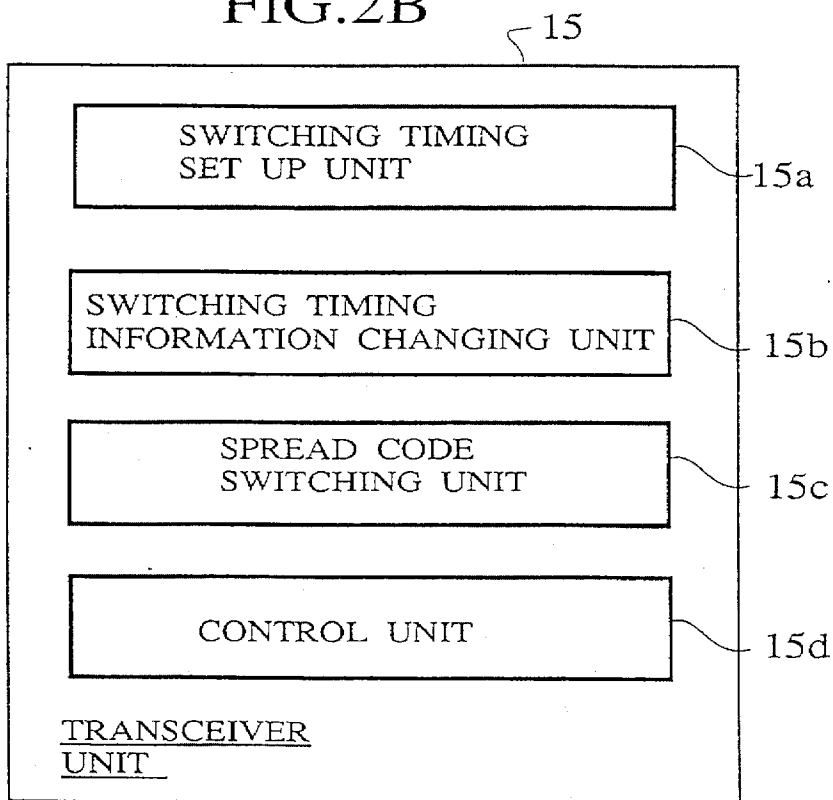 FIG.2B
15
SWITCHING TIMING
SET UP UNIT
15a
SWITCHING TIMING
INFORMATION CHANGING UNIT
15b
SPREAD CODE
SWITCHING UNIT
15c
CONTROL UNIT
15d
TRANSCEIVER
UNIT